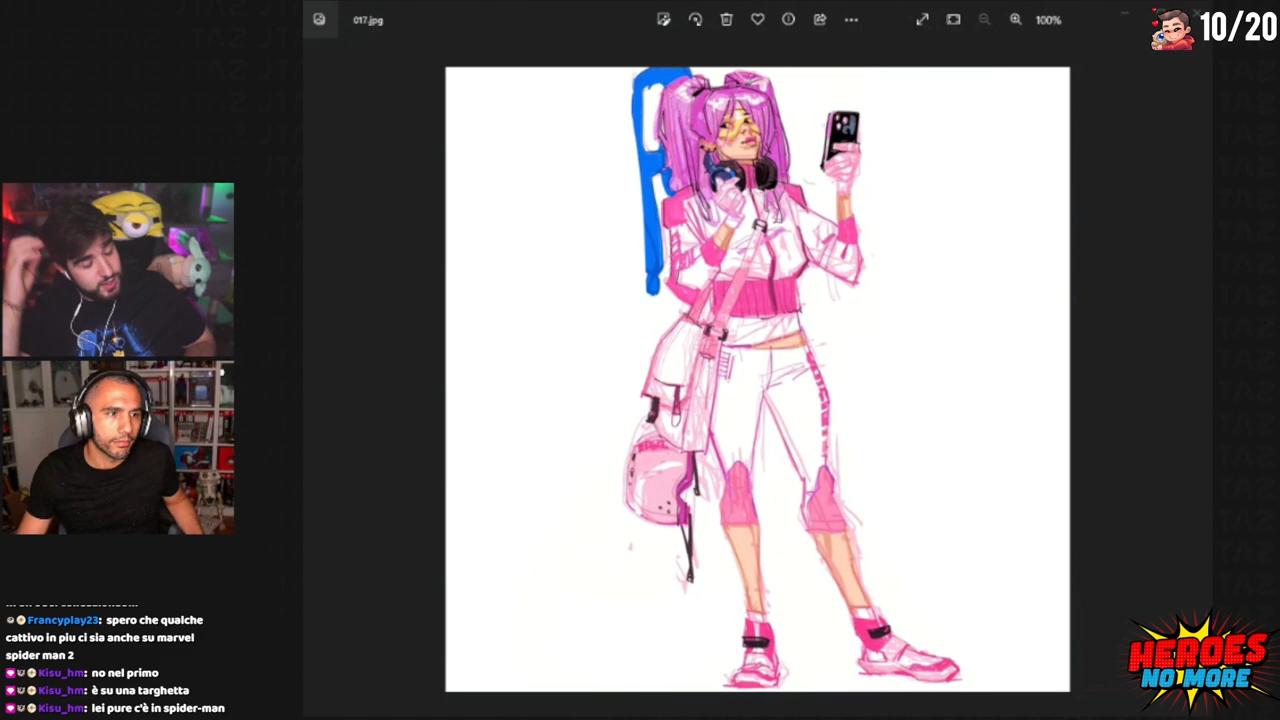 017.jpg
100%
10/20
Francyplay23: spero che qualche
cattivo in piu ci sia anche su marvel
spider man 2
Kisu_hm: no nel primo
Kisu_hm: è su una targhetta
Kisu_hm: lei pure c'è in spider-man
HEROES
NO MORE